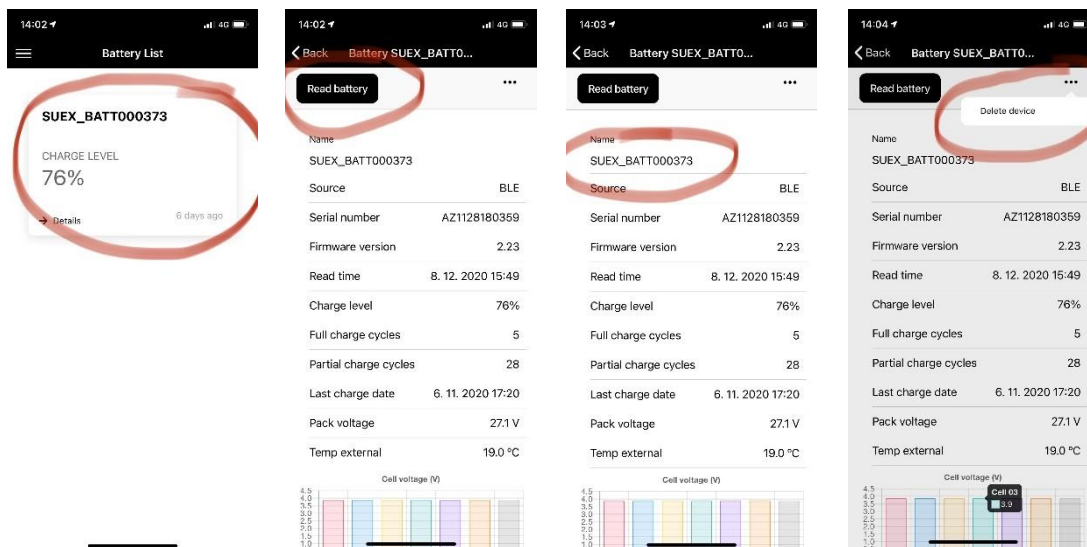 14:02
4G
Battery List
SUEX_BATT000373
CHARGE LEVEL
76%
Details
6 days ago
14:02
4G
Back Battery SUEX_BATT0...
Read battery
...
Name
SUEX_BATT000373
Source BLE
Serial number AZ1128180359
Firmware version 2.23
Read time 8. 12. 2020 15:49
Charge level 76%
Full charge cycles 5
Partial charge cycles 28
Last charge date 6. 11. 2020 17:20
Pack voltage 27.1 V
Temp external 19.0 °C
Cell voltage (V)
4.5
4.0
3.5
3.0
2.5
2.0
1.5
1.0
14:03
4G
Back Battery SUEX_BATT0...
Read battery
...
Name
SUEX_BATT000373
Source BLE
Serial number AZ1128180359
Firmware version 2.23
Read time 8. 12. 2020 15:49
Charge level 76%
Full charge cycles 5
Partial charge cycles 28
Last charge date 6. 11. 2020 17:20
Pack voltage 27.1 V
Temp external 19.0 °C
Cell voltage (V)
4.5
4.0
3.5
3.0
2.5
2.0
1.5
1.0
14:04
4G
Back Battery SUEX_BATT0...
Read battery
...
Delete device
Name
SUEX_BATT000373
Source BLE
Serial number AZ1128180359
Firmware version 2.23
Read time 8. 12. 2020 15:49
Charge level 76%
Full charge cycles 5
Partial charge cycles 28
Last charge date 6. 11. 2020 17:20
Pack voltage 27.1 V
Temp external 19.0 °C
Cell voltage (V)
4.5
4.0
3.5
3.0
2.5
2.0
1.5
1.0
Cell 03
3.9